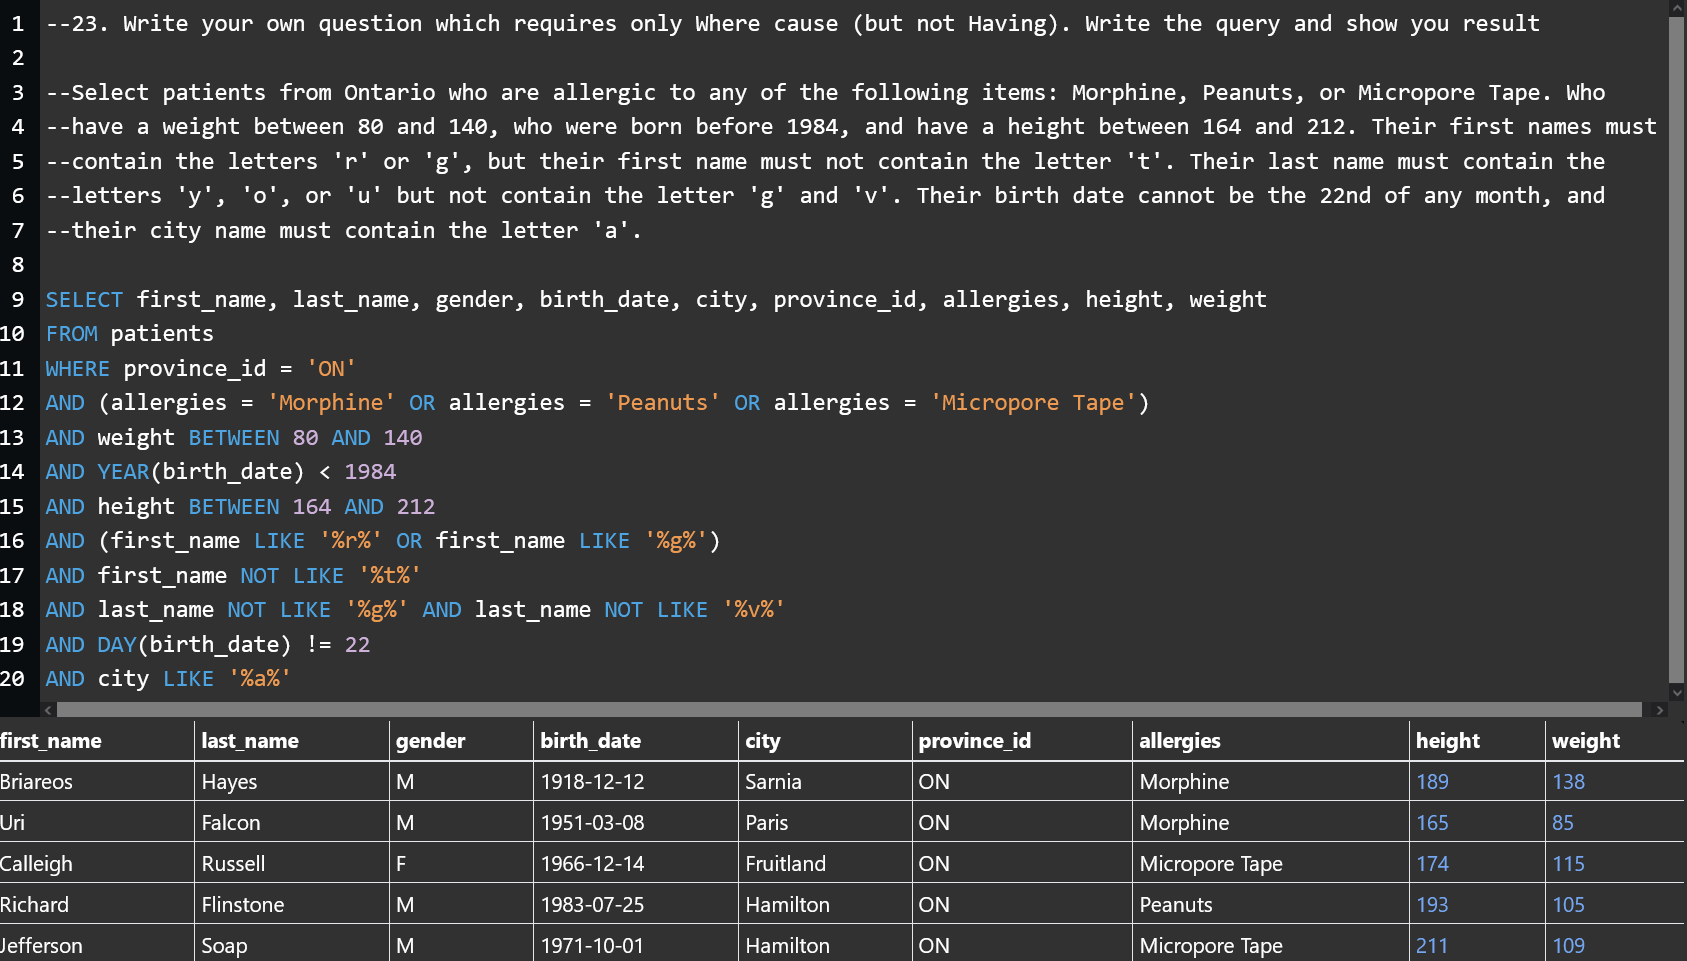 1 --23. Write your own question which requires only Where cause (but not Having). Write the query and show you result
2
3 --Select patients from Ontario who are allergic to any of the following items: Morphine, Peanuts, or Micropore Tape. Who
4 --have a weight between 80 and 140, who were born before 1984, and have a height between 164 and 212. Their first names must
5 --contain the letters 'r' or 'g', but their first name must not contain the letter 't'. Their last name must contain the
6 --letters 'y', 'o', or 'u' but not contain the letter 'g' and 'v'. Their birth date cannot be the 22nd of any month, and
7 --their city name must contain the letter 'a'.
8
9 SELECT first_name, last_name, gender, birth_date, city, province_id, allergies, height, weight
10 FROM patients
11 WHERE province_id = 'ON'
12 AND (allergies = 'Morphine' OR allergies = 'Peanuts' OR allergies = 'Micropore Tape')
13 AND weight BETWEEN 80 AND 140
14 AND YEAR(birth_date) < 1984
15 AND height BETWEEN 164 AND 212
16 AND (first_name LIKE '%r%' OR first_name LIKE '%g%')
17 AND first_name NOT LIKE '%t%'
18 AND last_name NOT LIKE '%g%' AND last_name NOT LIKE '%v%'
19 AND DAY(birth_date) != 22
20 AND city LIKE '%a%'
first_name last_name gender birth_date city province_id allergies height weight
Briareos Hayes M 1918-12-12 Sarnia ON Morphine 189 138
Uri Falcon M 1951-03-08 Paris ON Morphine 165 85
Calleigh Russell F 1966-12-14 Fruitland ON Micropore Tape 174 115
Richard Flinstone M 1983-07-25 Hamilton ON Peanuts 193 105
Jefferson Soap M 1971-10-01 Hamilton ON Micropore Tape 211 109